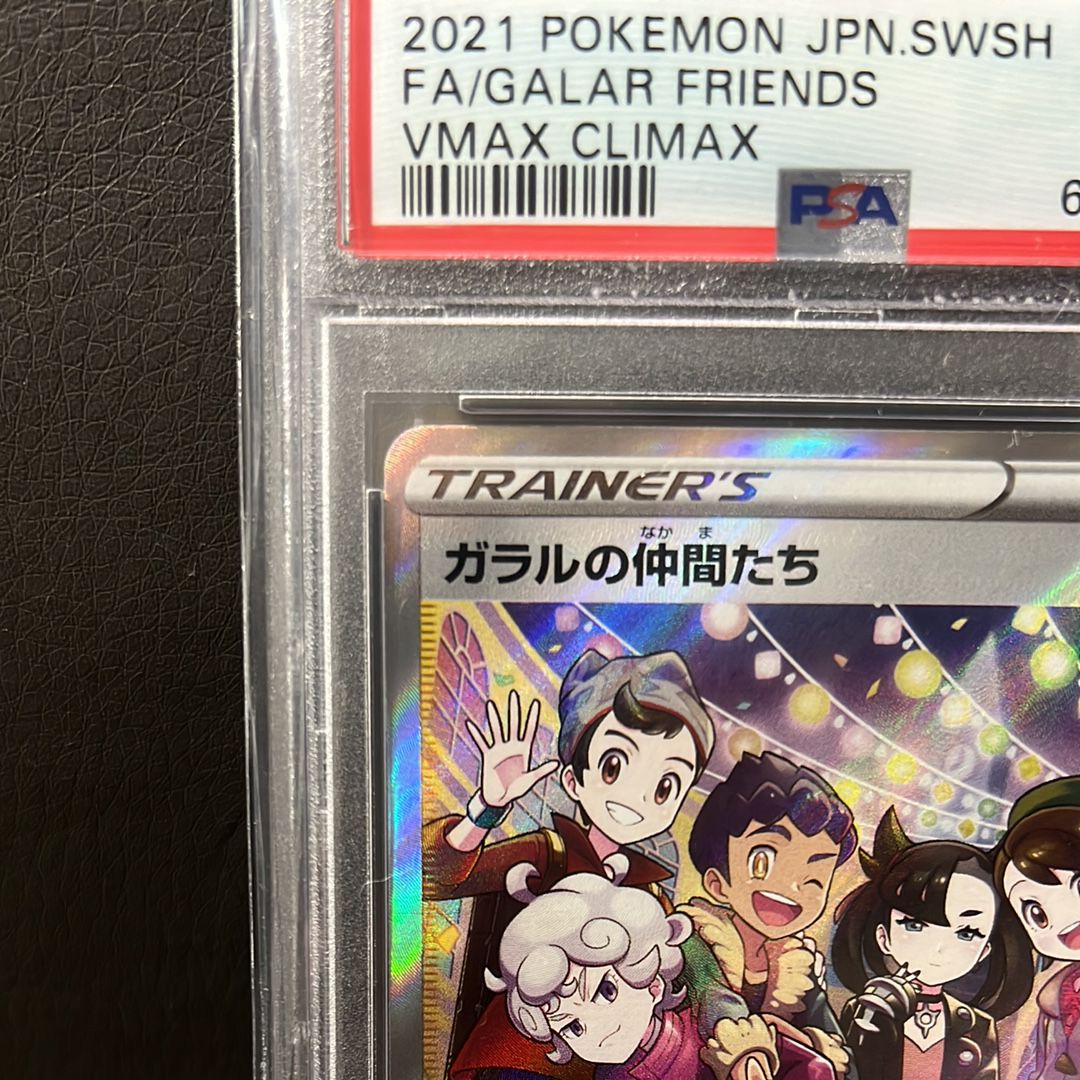 2021 POKEMON JPN.SWSH
FA/GALAR FRIENDS
VMAX CLIMAX
PSA
6
TRAINER'S
なか ま
ガラルの仲間たち